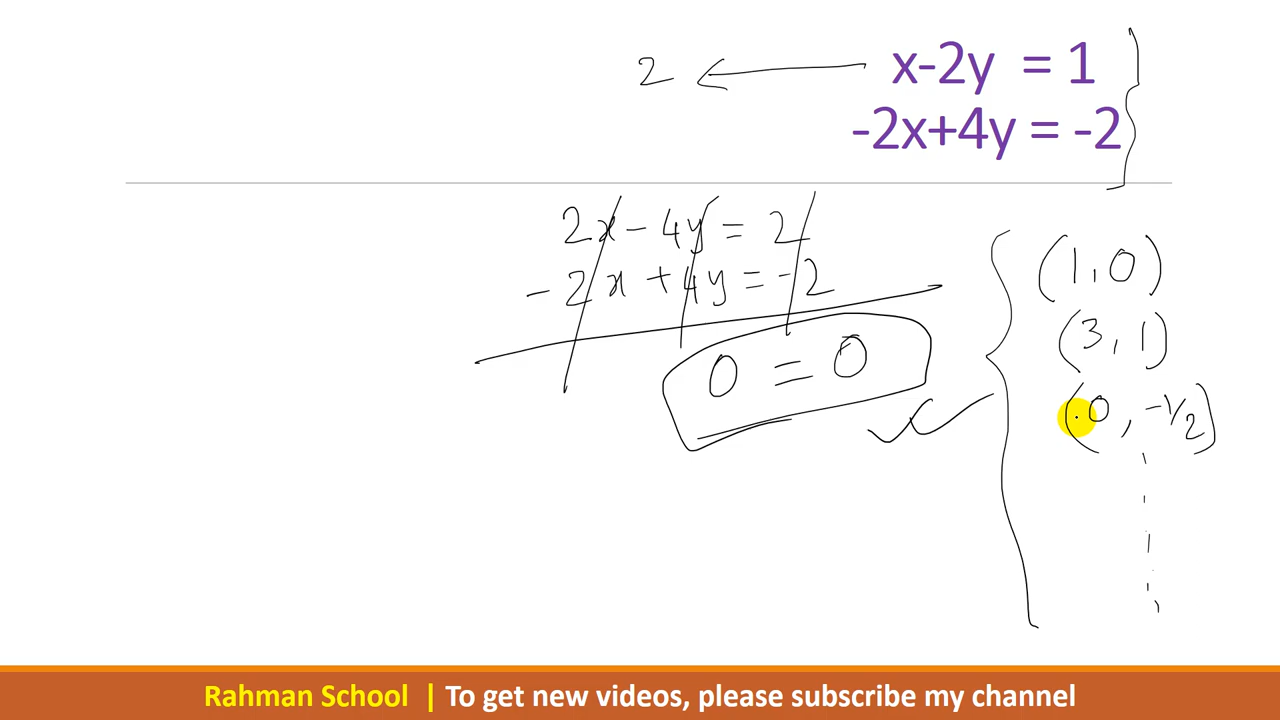 2 ← x-2y = 1
-2x+4y = -2
2x - 4y = 2
- 2x + 4y = -2
0 = 0
(1, 0)
(3, 1)
(0, -1/2)
Rahman School | To get new videos, please subscribe my channel